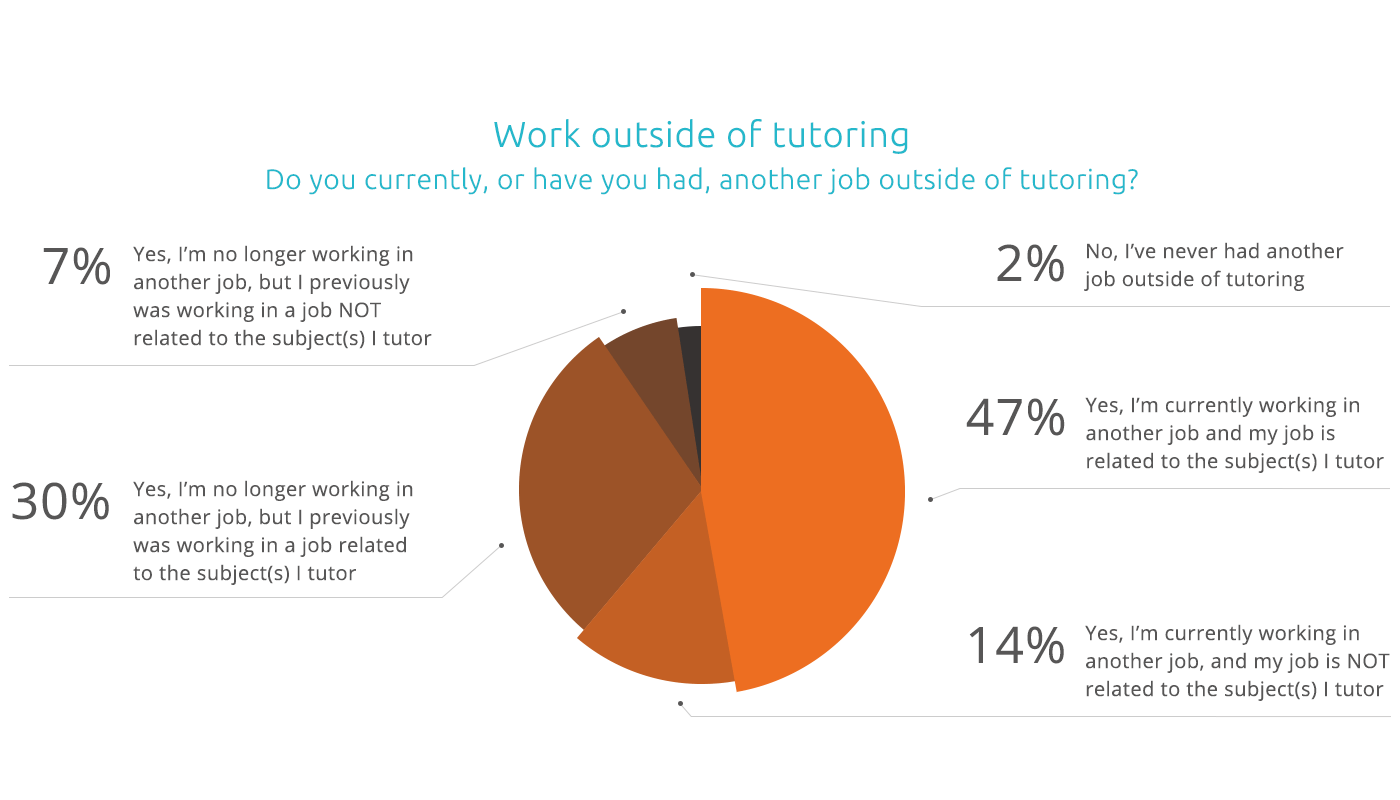 Work outside of tutoring
Do you currently, or have you had, another job outside of tutoring?
7%
Yes, I’m no longer working in
another job, but I previously
was working in a job NOT
related to the subject(s) I tutor
30%
Yes, I’m no longer working in
another job, but I previously
was working in a job related
to the subject(s) I tutor
2%
No, I’ve never had another
job outside of tutoring
47%
Yes, I’m currently working in
another job and my job is
related to the subject(s) I tutor
14%
Yes, I’m currently working in
another job, and my job is NOT
related to the subject(s) I tutor